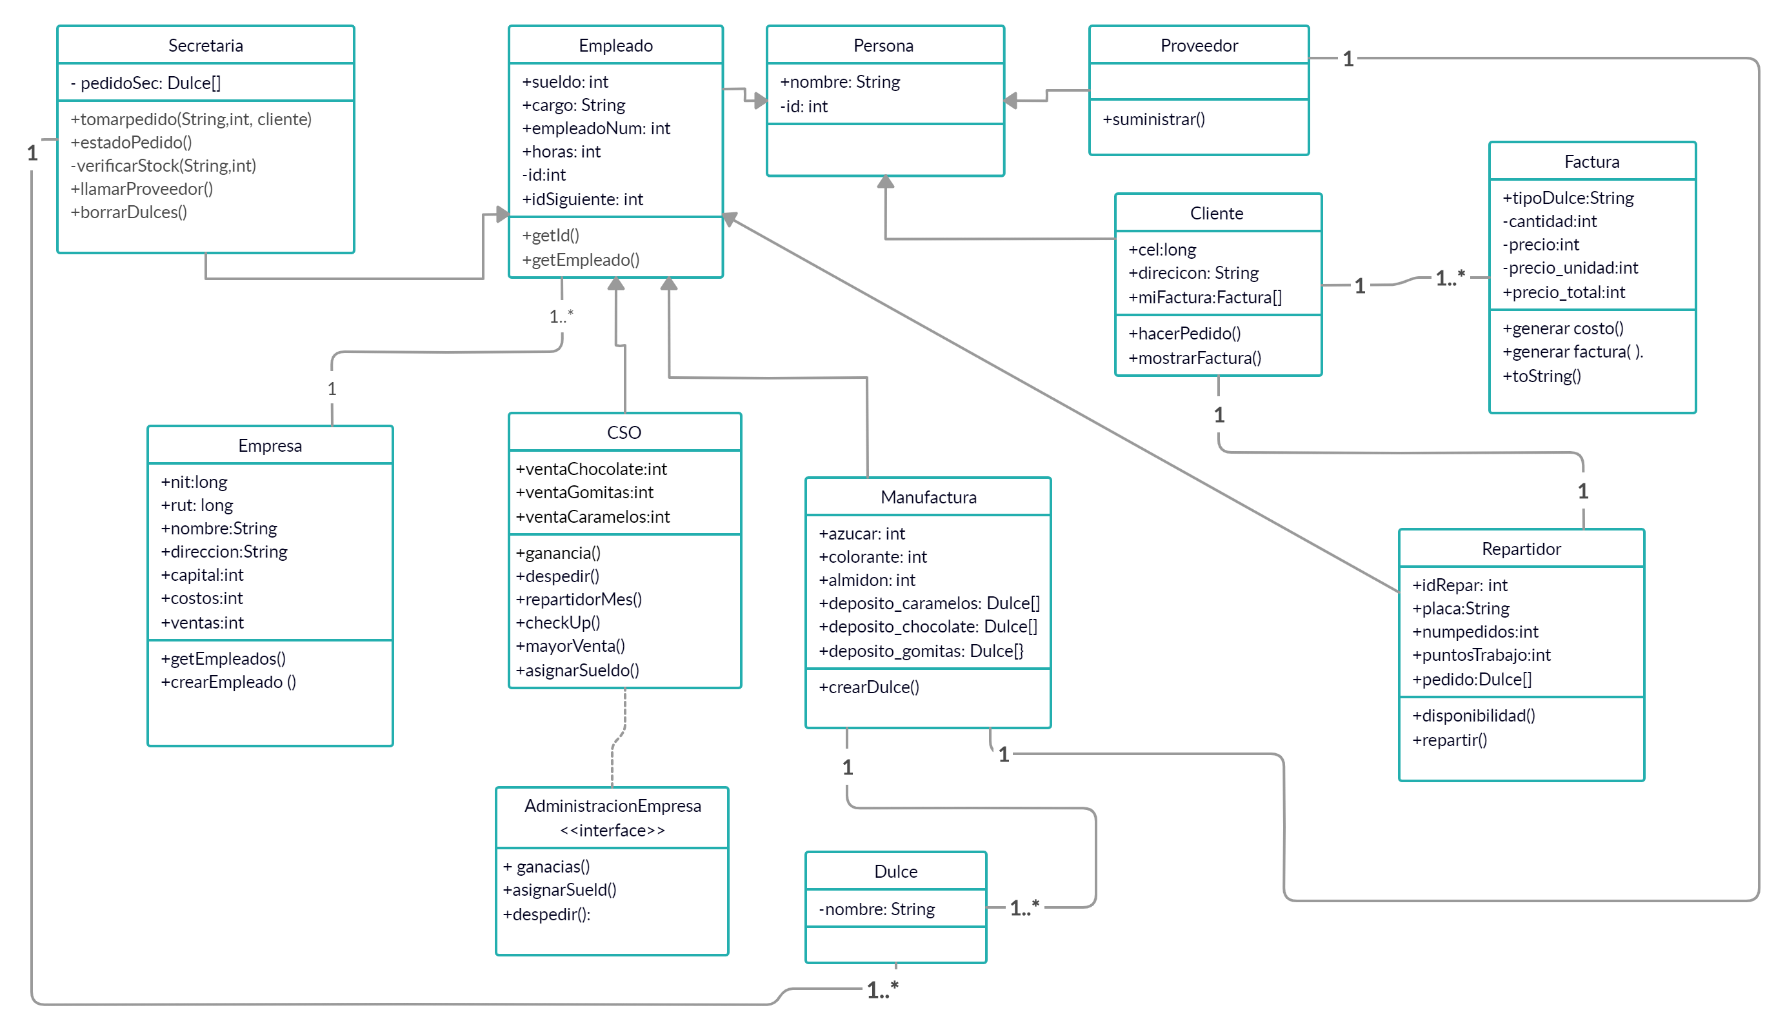 Secretaria
- pedidoSec: Dulce[]
+tomarpedido(String,int, cliente)
+estadoPedido()
-verificarStock(String,int)
+llamarProveedor()
+borrarDulces()
1
Empleado
+sueldo: int
+cargo: String
+empleadoNum: int
+horas: int
-id:int
+idSiguiente: int
+getId()
+getEmpleado()
1..*
1
Persona
+nombre: String
-id: int
Proveedor
+suministrar()
1
Cliente
+cel:long
+direcicon: String
+miFactura:Factura[]
+hacerPedido()
+mostrarFactura()
1
1..*
1
1
Factura
+tipoDulce:String
-cantidad:int
-precio:int
-precio_unidad:int
+precio_total:int
+generar costo()
+generar factura( ).
+toString()
Empresa
+nit:long
+rut: long
+nombre:String
+direccion:String
+capital:int
+costos:int
+ventas:int
+getEmpleados()
+crearEmpleado ()
CSO
+ventaChocolate:int
+ventaGomitas:int
+ventaCaramelos:int
+ganancia()
+despedir()
+repartidorMes()
+checkUp()
+mayorVenta()
+asignarSueldo()
Manufactura
+azucar: int
+colorante: int
+almidon: int
+deposito_caramelos: Dulce[]
+deposito_chocolate: Dulce[]
+deposito_gomitas: Dulce[}
+crearDulce()
1
1
Repartidor
+idRepar: int
+placa:String
+numpedidos:int
+puntosTrabajo:int
+pedido:Dulce[]
+disponibilidad()
+repartir()
AdministracionEmpresa
<<interface>>
+ ganacias()
+asignarSueld()
+despedir():
Dulce
-nombre: String
1..*
1..*